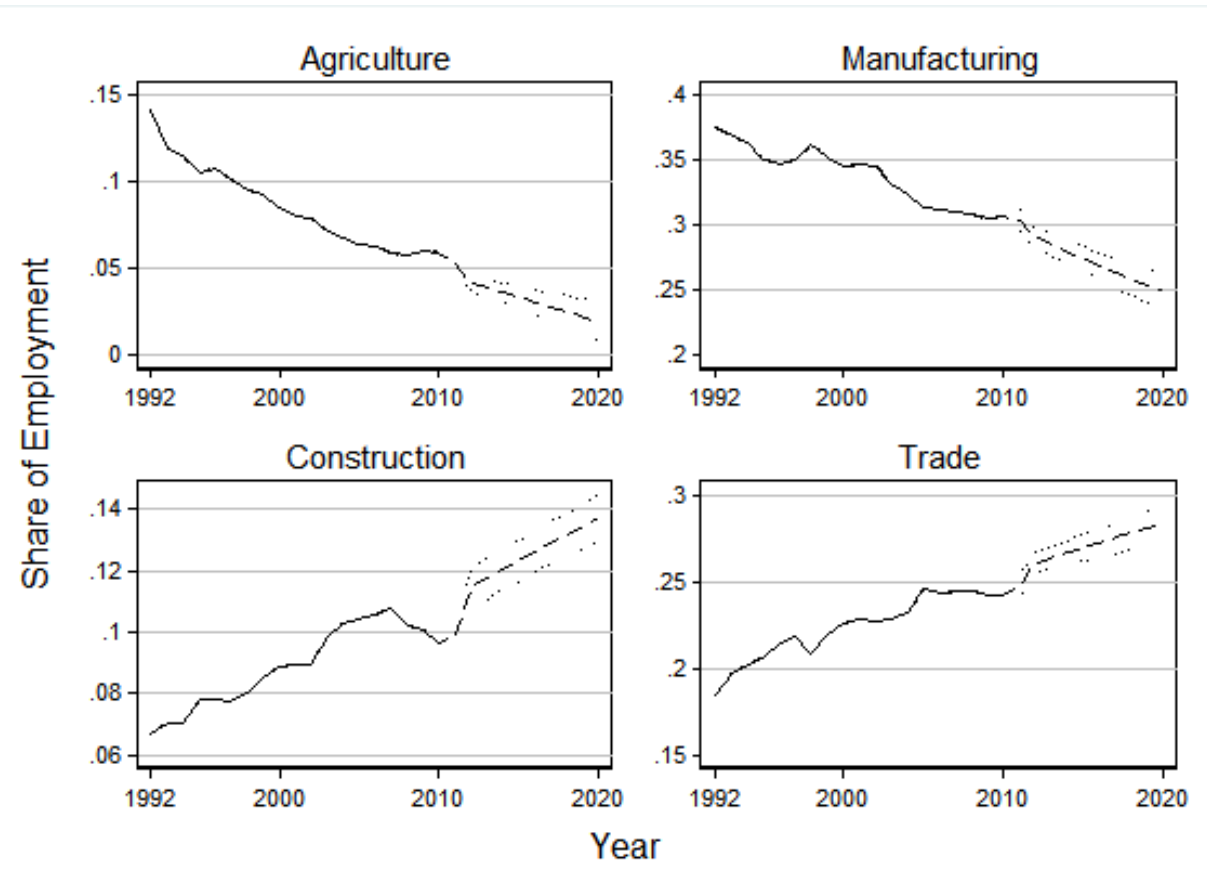 Agriculture
Manufacturing
.15
.1
.05
0
1992 2000 2010 2020
.4
.35
.3
.25
.2
1992 2000 2010 2020
Construction
Trade
.14
.12
.1
.08
.06
1992 2000 2010 2020
.3
.25
.2
.15
1992 2000 2010 2020
Share of Employment
Year